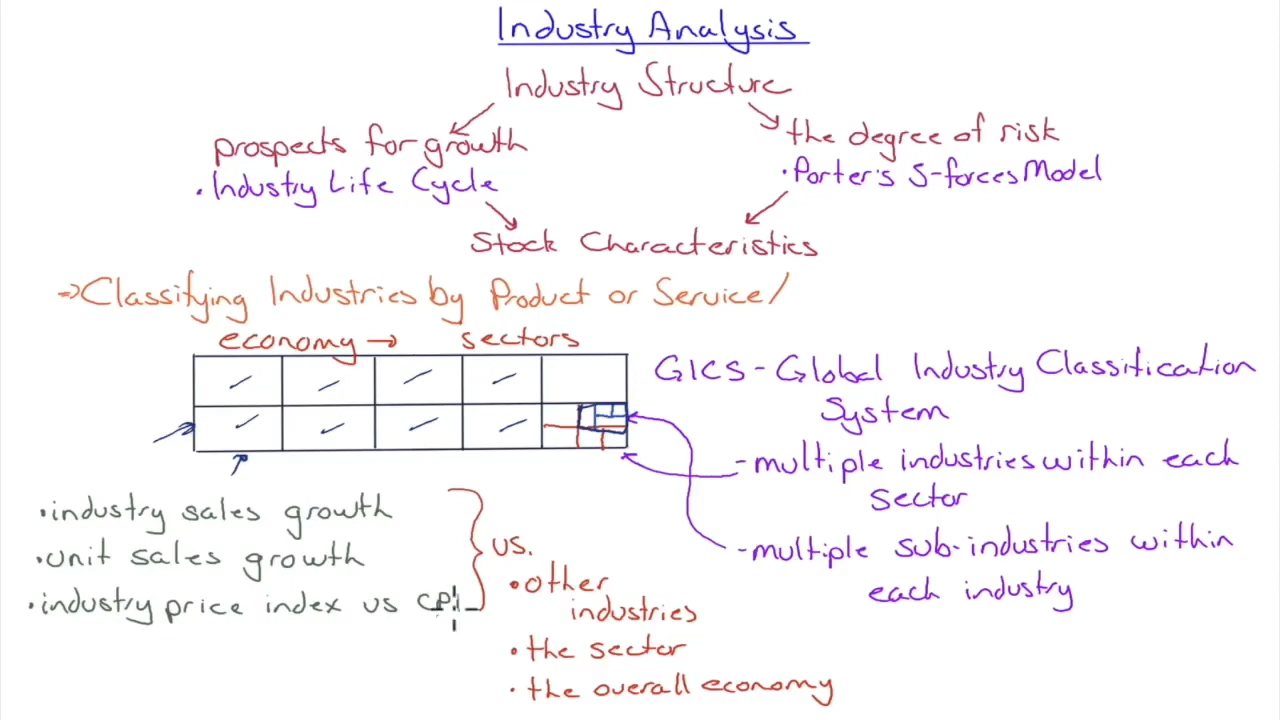 Industry Analysis
Industry Structure
prospects for growth
the degree of risk
• Industry Life Cycle
• Porter's 5-forces Model
Stock Characteristics
⇒ Classifying Industries by Product or Service/
economy → sectors
GICS - Global Industry Classification
System
- multiple industries within each
sector
- multiple sub-industries within
each industry
• industry sales growth
• unit sales growth
• industry price index vs CPI
vs.
• other
industries
• the sector
• the overall economy